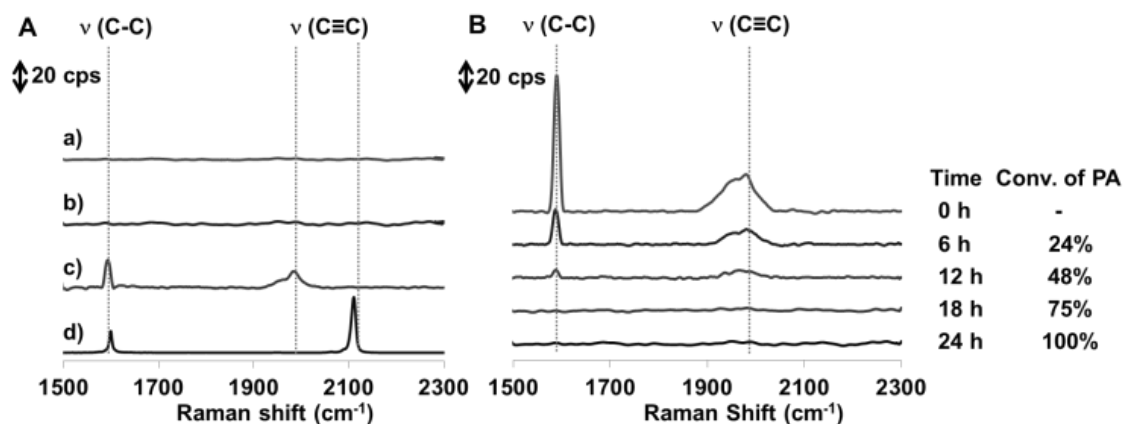 A ν (C-C) ν (C≡C)
20 cps
a)
b)
c)
d)
1500 1700 1900 2100 2300
Raman shift (cm-1)
B ν (C-C) ν (C≡C)
20 cps
1500 1700 1900 2100 2300
Raman Shift (cm-1)
Time Conv. of PA
0 h -
6 h 24%
12 h 48%
18 h 75%
24 h 100%